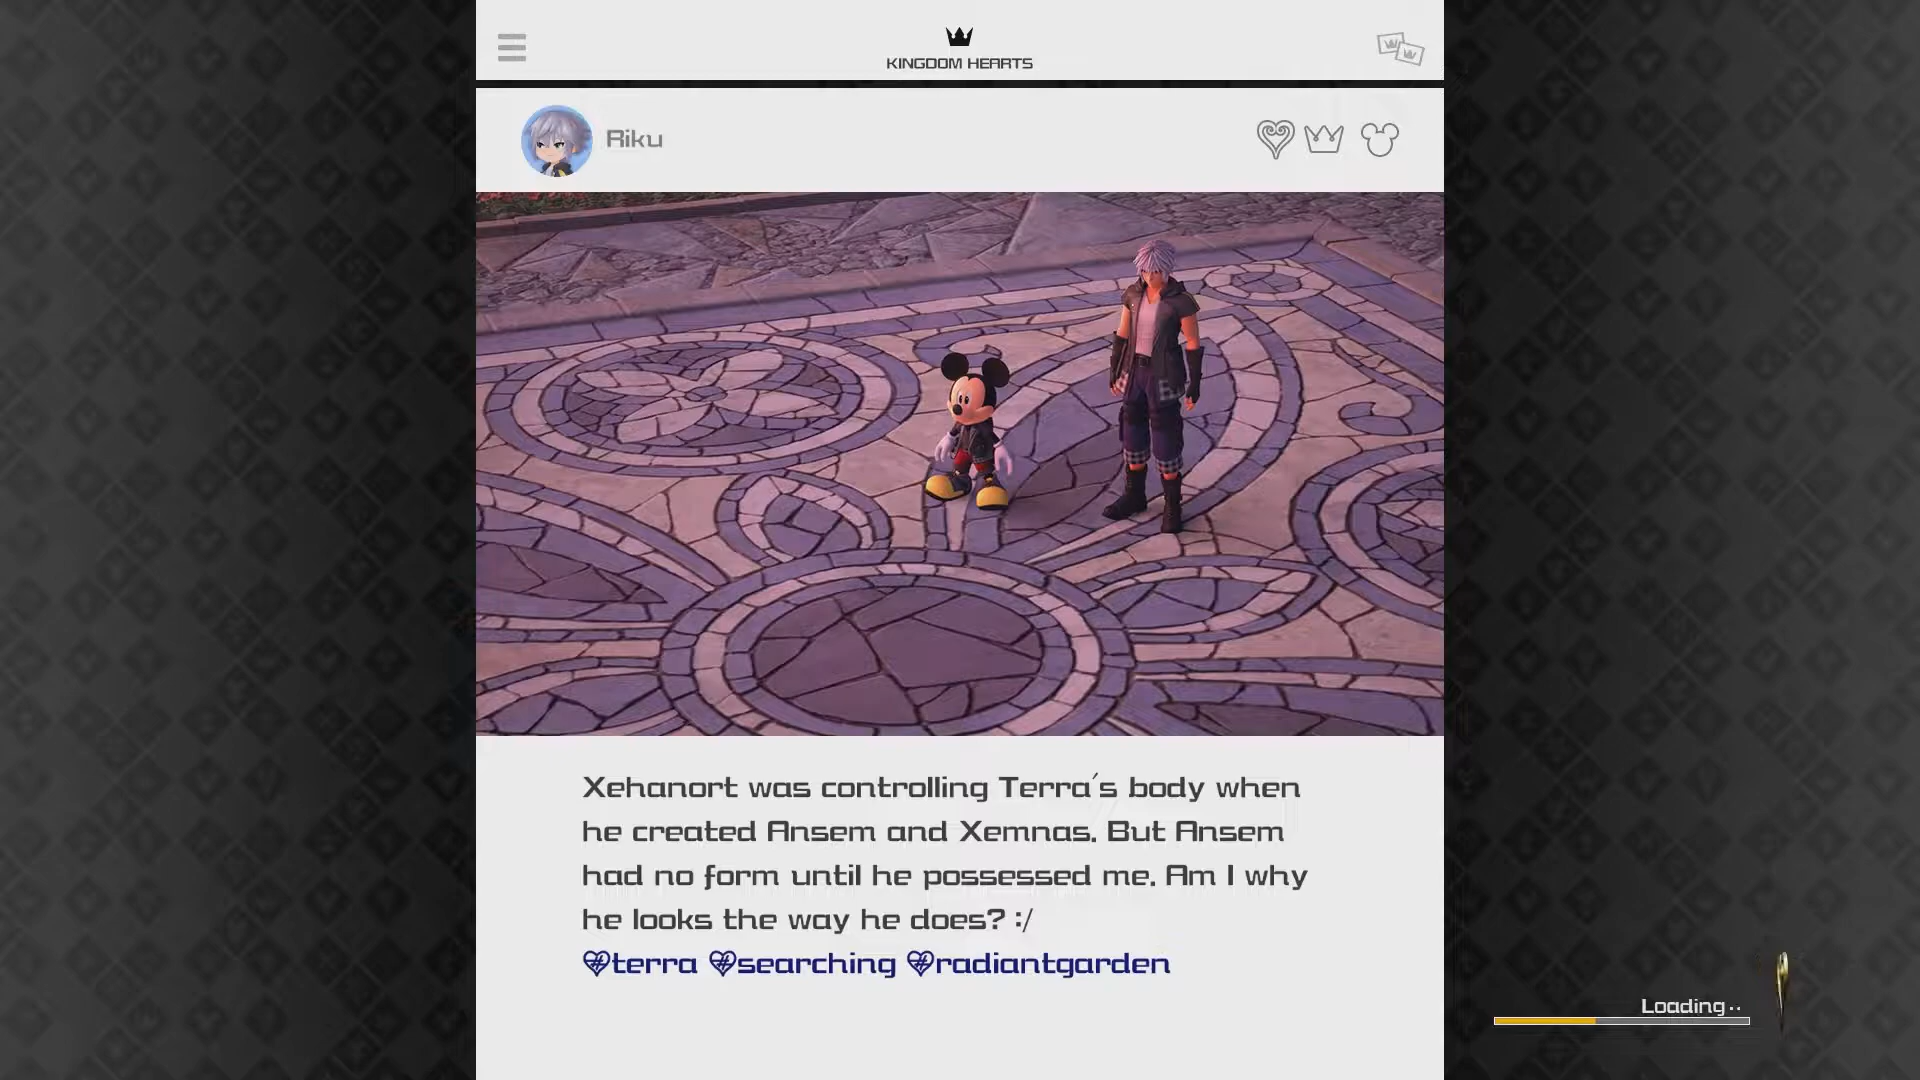 KINGDOM HEARTS
Riku
Xehanort was controlling Terra's body when
he created Ansem and Xemnas. But Ansem
had no form until he possessed me. Am I why
he looks the way he does? :/
#terra #searching #radiantgarden
Loading..